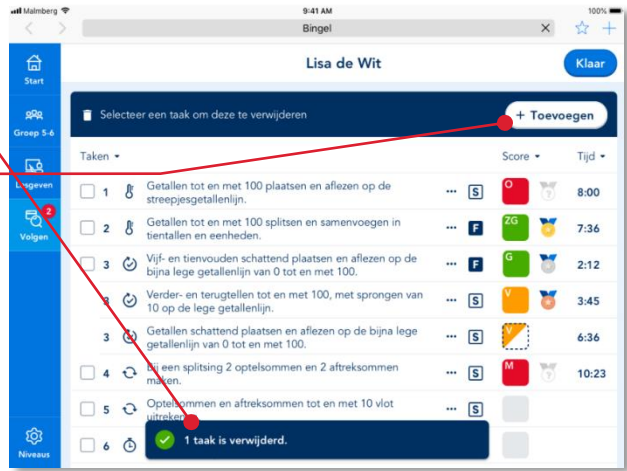 Malmberg
9:41 AM
100%
Bingel
Start
Lisa de Wit
Klaar
Groep 5-6
Selecteer een taak om deze te verwijderen
+ Toevoegen
Lesgeven
Volgen
2
Taken
Score
Tijd
1
Getallen tot en met 100 plaatsen en aflezen op de
streepjesgetallenlijn.
S
O
?
8:00
2
Getallen tot en met 100 splitsen en samenvoegen in
tientallen en eenheden.
F
ZG
7:36
3
Vijf- en tienvouden schattend plaatsen en aflezen op de
bijna lege getallenlijn van 0 tot en met 100.
F
G
2:12
3
Verder- en terugtellen tot en met 100, met sprongen van
10 op de lege getallenlijn.
S
V
3:45
3
Getallen schattend plaatsen en aflezen op de bijna lege
getallenlijn van 0 tot en met 100.
S
V
6:36
4
Bij een splitsing 2 optelsommen en 2 aftreksommen
maken.
S
M
?
10:23
5
Optelsommen en aftreksommen tot en met 10 vlot
uitreken
S
6
1 taak is verwijderd.
Niveaus